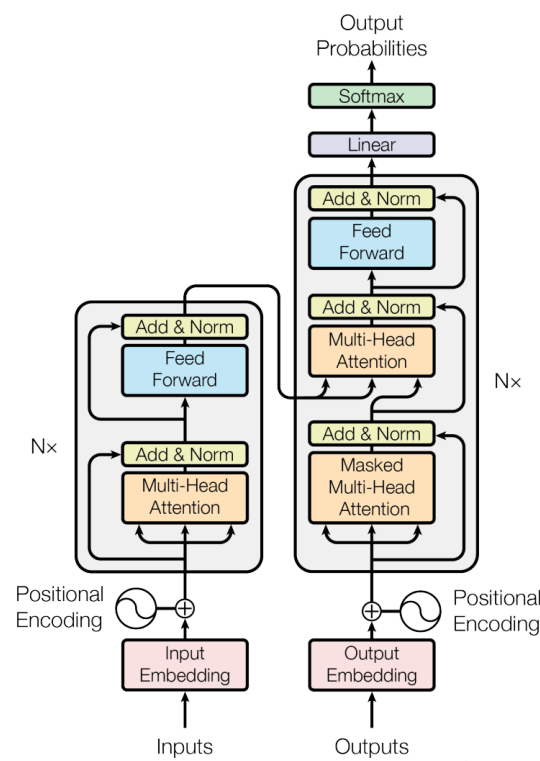 Output
Probabilities
Softmax
Linear
Add & Norm
Feed
Forward
Add & Norm
Multi-Head
Attention
Add & Norm
Masked
Multi-Head
Attention
N×
Add & Norm
Feed
Forward
Add & Norm
Multi-Head
Attention
N×
Positional
Encoding
Positional
Encoding
Input
Embedding
Output
Embedding
Inputs
Outputs